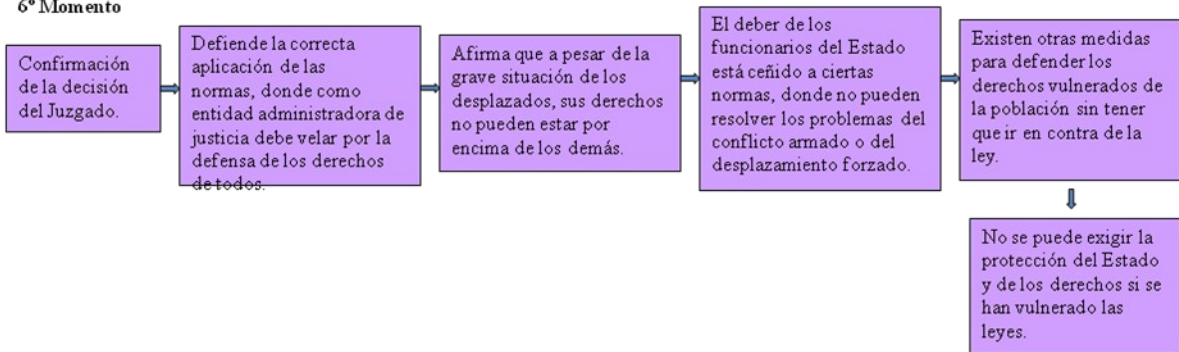 6° Momento
Confirmación
de la decisión
del Juzgado.
Defiende la correcta
aplicación de las
normas, donde como
entidad administradora de
justicia debe velar por la
defensa de los derechos
de todos.
Afirma que a pesar de la
grave situación de los
desplazados, sus derechos
no pueden estar por
encima de los demás.
El deber de los
funcionarios del Estado
está ceñido a ciertas
normas, donde no pueden
resolver los problemas del
conflicto armado o del
desplazamiento forzado.
Existen otras medidas
para defender los
derechos vulnerados de
la población sin tener
que ir en contra de la
ley.
No se puede exigir la
protección del Estado
y de los derechos si se
han vulnerado las
leyes.